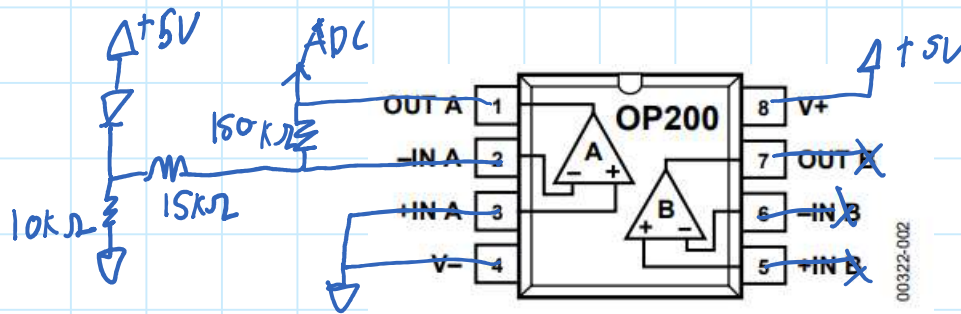 +5V
ADC
+5V
OUT A 1
8 V+
OP200
150KΩ
A
-IN A 2
7 OUT B
- +
15KΩ
+IN A 3
B
6 -IN B
10KΩ
+ -
V- 4
5 +IN B
00322-002